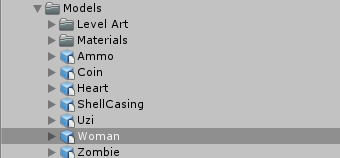 Models
Level Art
Materials
Ammo
Coin
Heart
ShellCasing
Uzi
Woman
Zombie